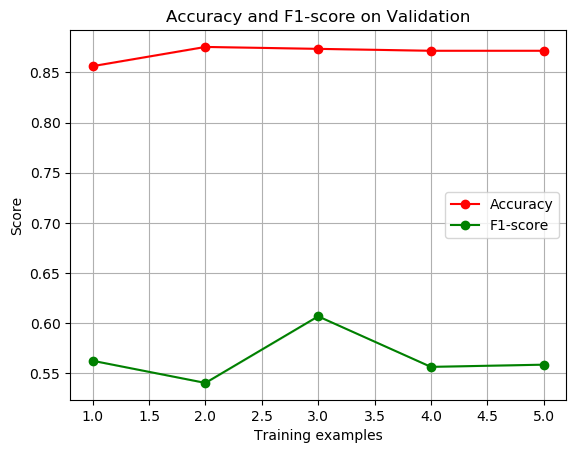 Accuracy and F1-score on Validation
0.85
0.80
0.75
0.70
0.65
0.60
0.55
Score
Accuracy
F1-score
1.0 1.5 2.0 2.5 3.0 3.5 4.0 4.5 5.0
Training examples